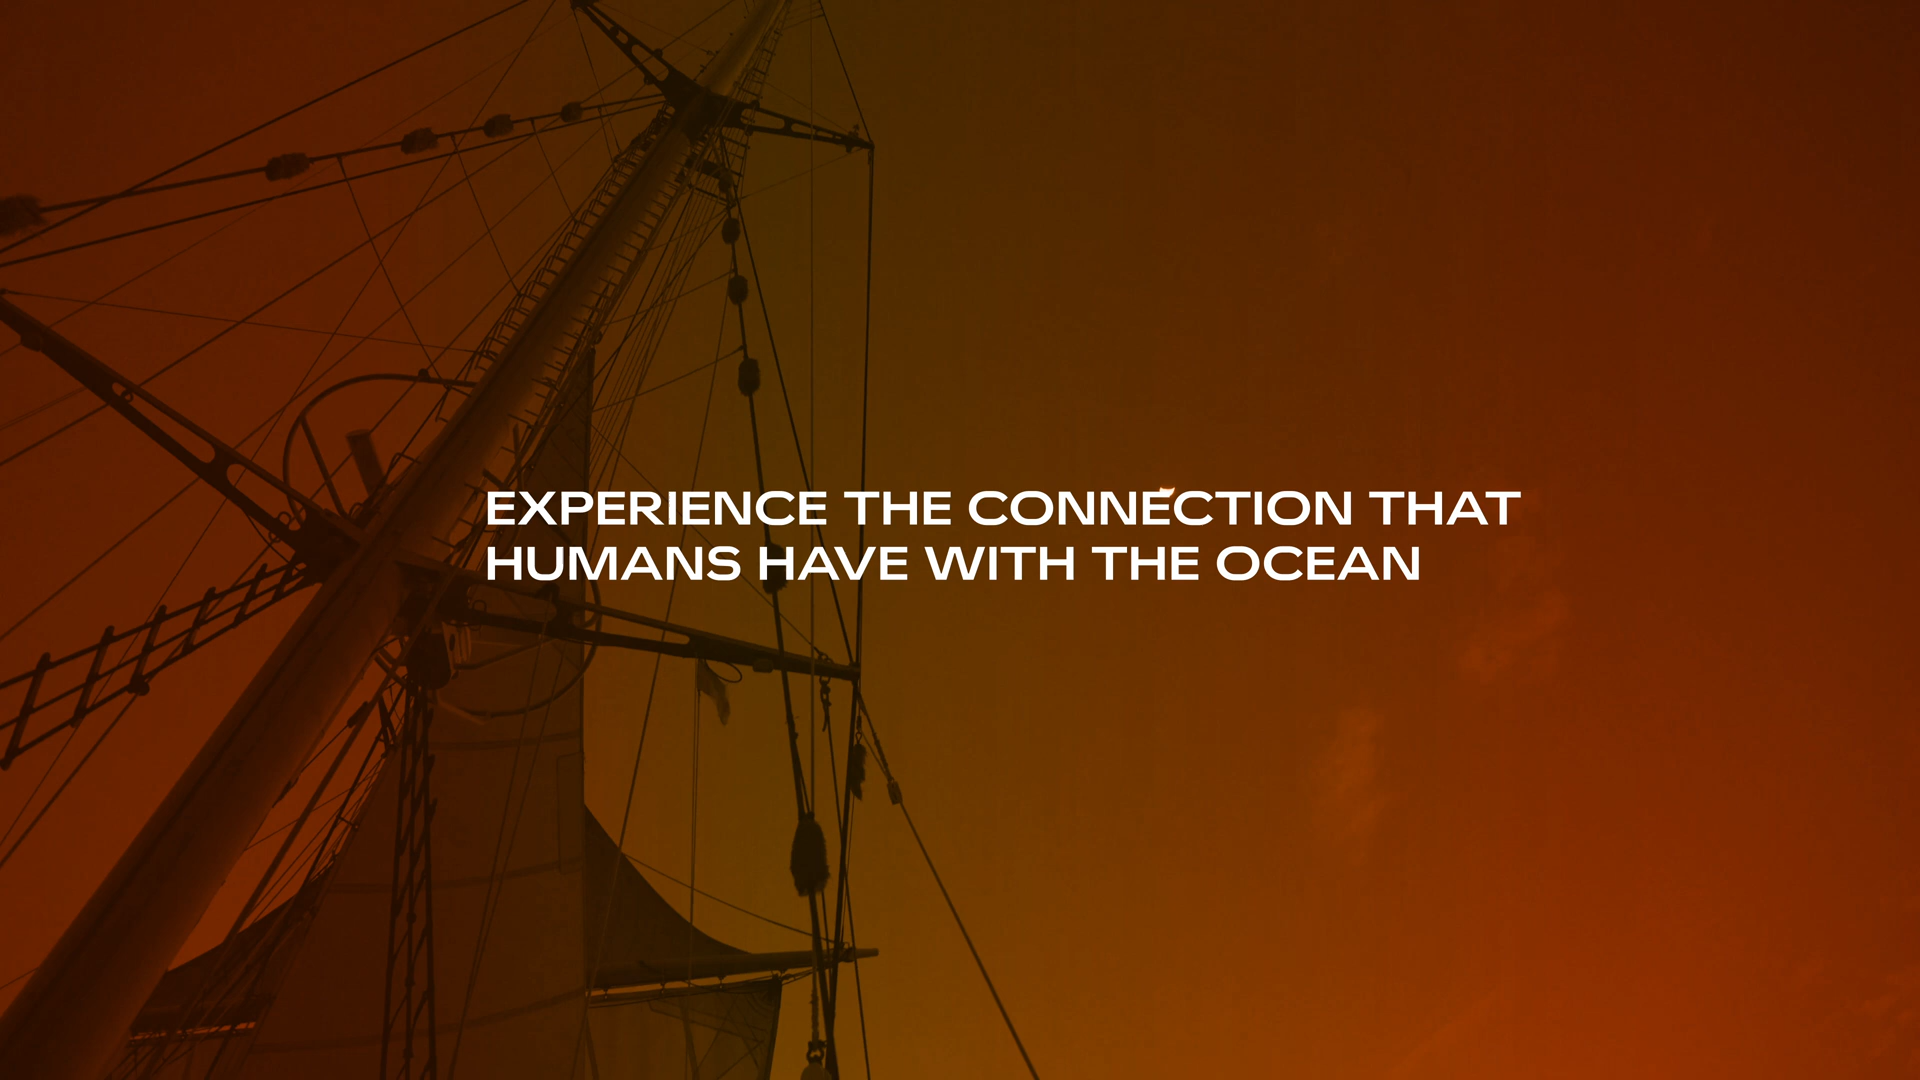 EXPERIENCE THE CONNECTION THAT
HUMANS HAVE WITH THE OCEAN